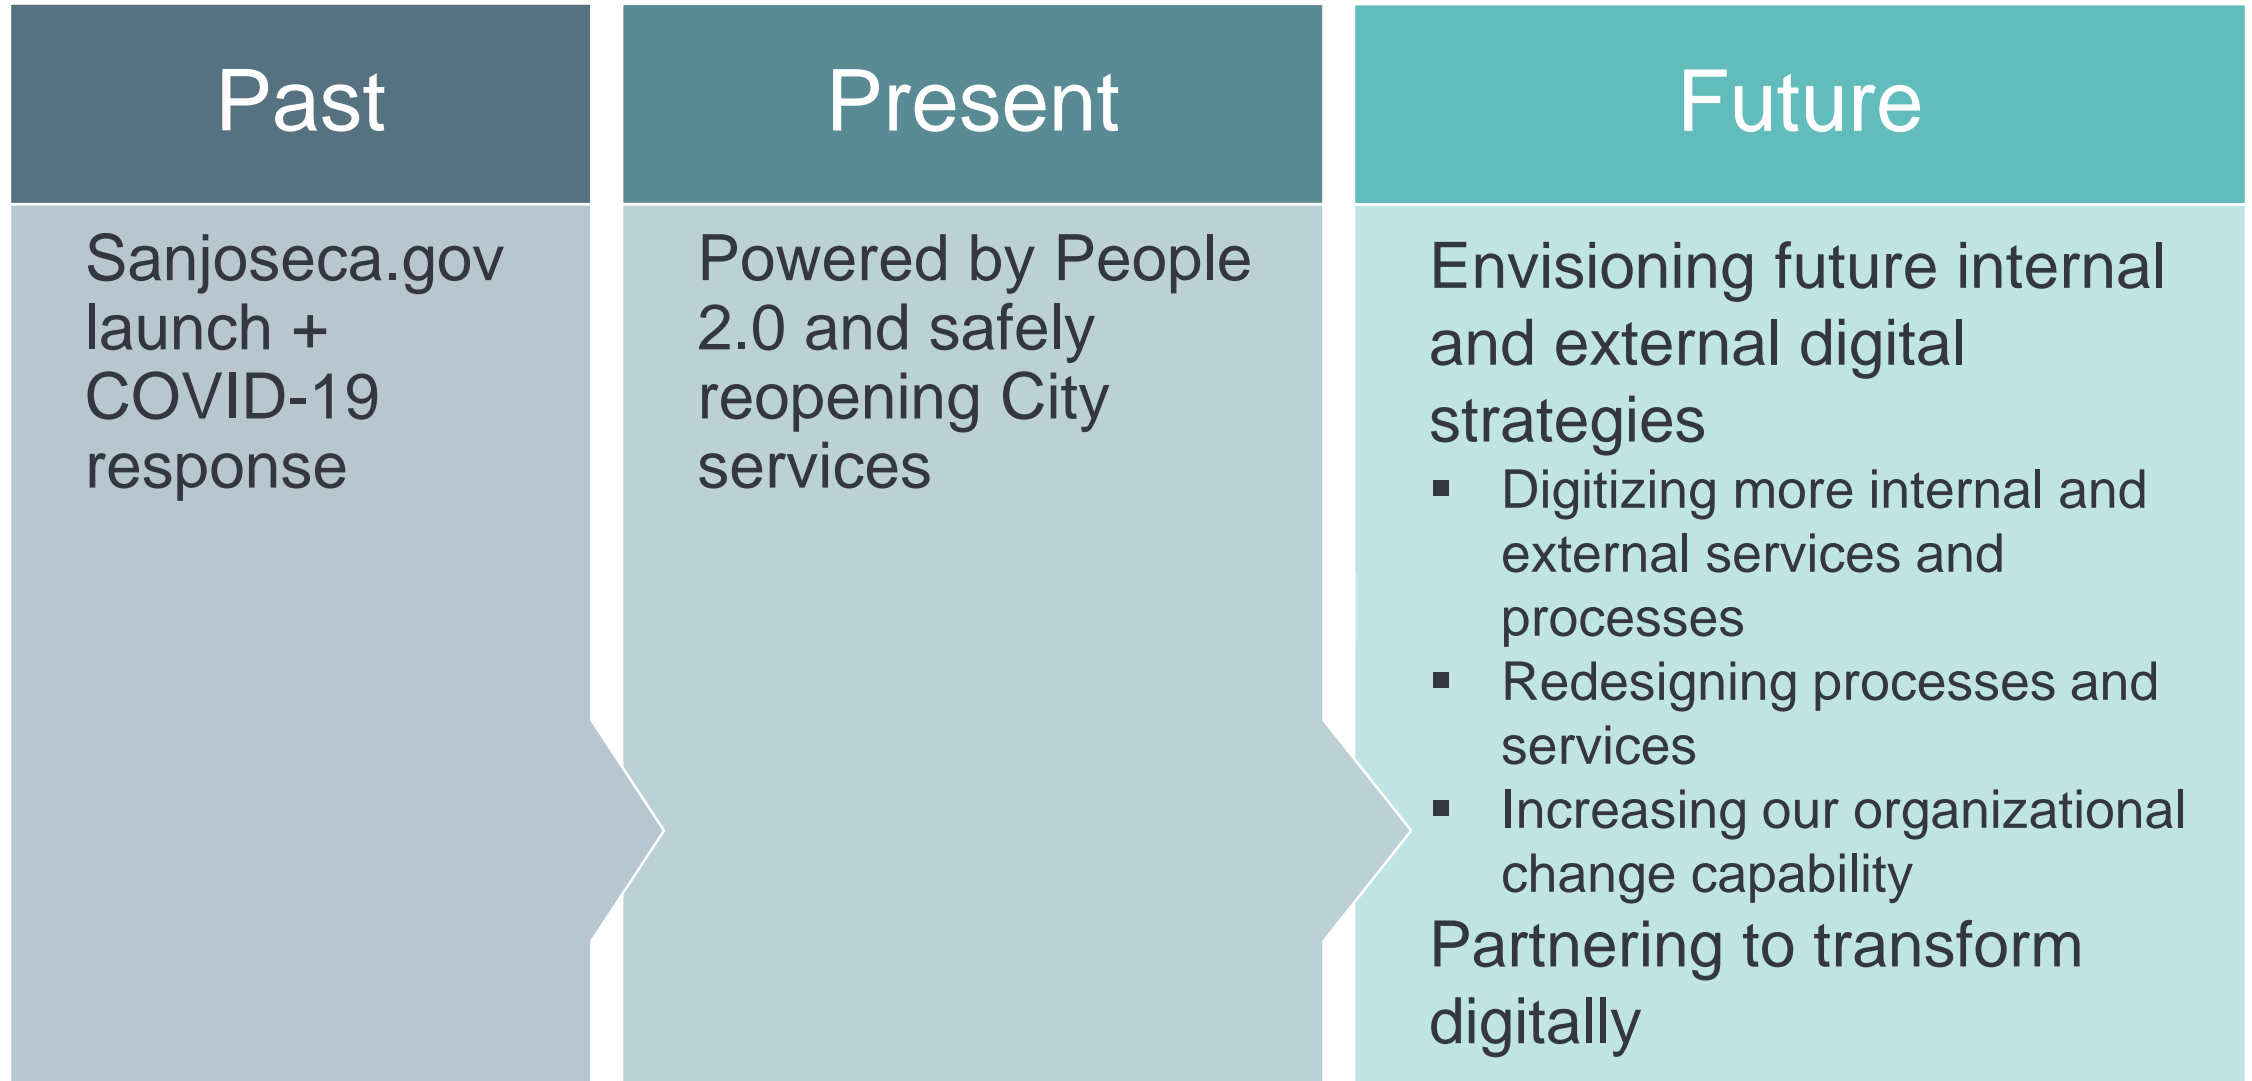 Past
Sanjoseca.gov
launch +
COVID-19
response
Present
Powered by People
2.0 and safely
reopening City
services
Future
Envisioning future internal
and external digital
strategies
▪ Digitizing more internal and
external services and
processes
▪ Redesigning processes and
services
▪ Increasing our organizational
change capability
Partnering to transform
digitally